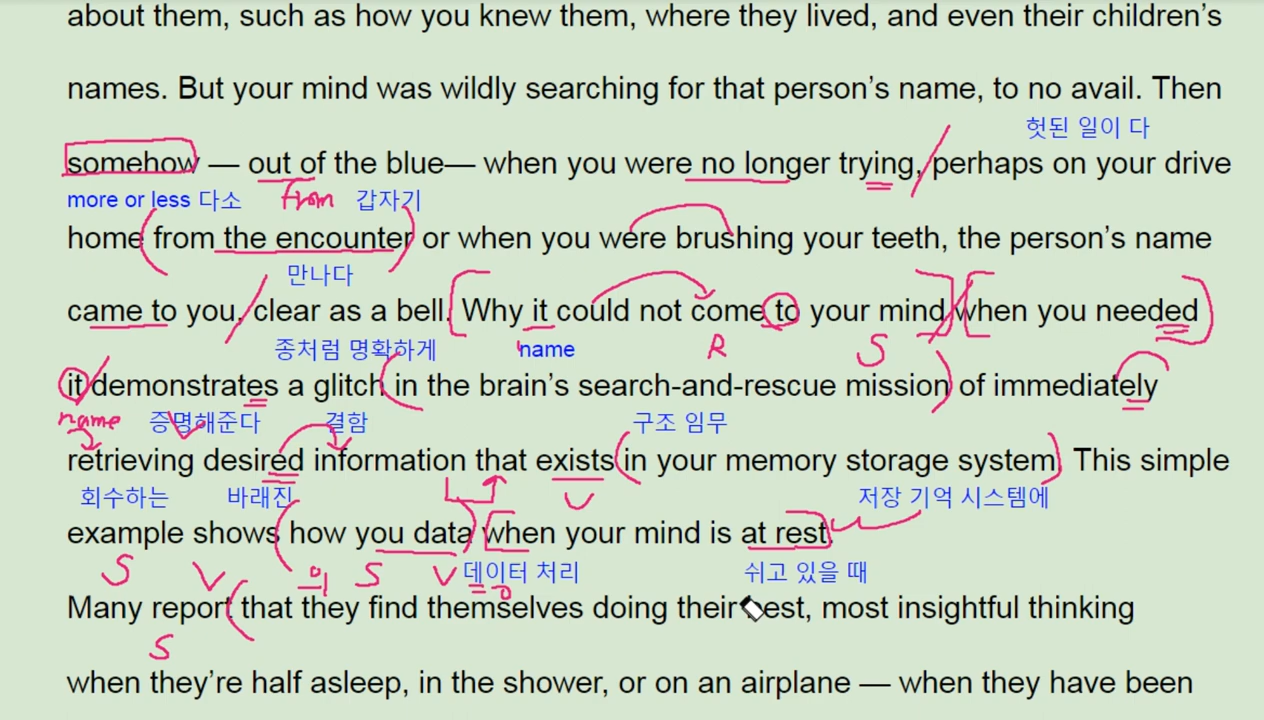 about them, such as how you knew them, where they lived, and even their children's
names. But your mind was wildly searching for that person's name, to no avail. Then
헛된 일이 다
somehow — out of the blue— when you were no longer trying, perhaps on your drive
more or less 다소 from 갑자기
home from the encounter or when you were brushing your teeth, the person's name
만나다
came to you, clear as a bell. Why it could not come to your mind when you needed
종처럼 명확하게 name R S
it demonstrates a glitch in the brain's search-and-rescue mission of immediately
name 증명해준다 결함 구조 임무
retrieving desired information that exists in your memory storage system. This simple
회수하는 바래진 V 저장 기억 시스템에
example shows how you data when your mind is at rest.
S V 의 S V 데이터 처리 쉬고 있을 때
Many report that they find themselves doing their best, most insightful thinking
S
when they're half asleep, in the shower, or on an airplane — when they have been